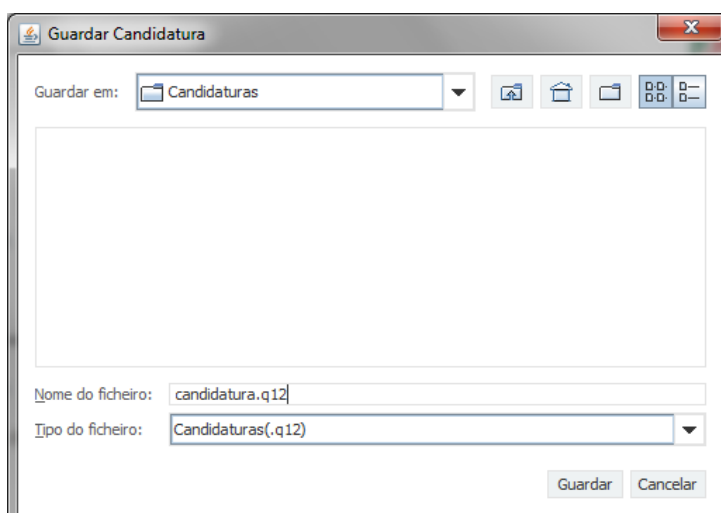 Guardar Candidatura
Guardar em: Candidaturas
Nome do ficheiro: candidatura.q12
Tipo do ficheiro: Candidaturas(.q12)
Guardar Cancelar